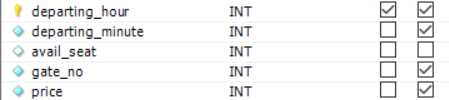 departing_hour INT
departing_minute INT
avail_seat INT
gate_no INT
price INT